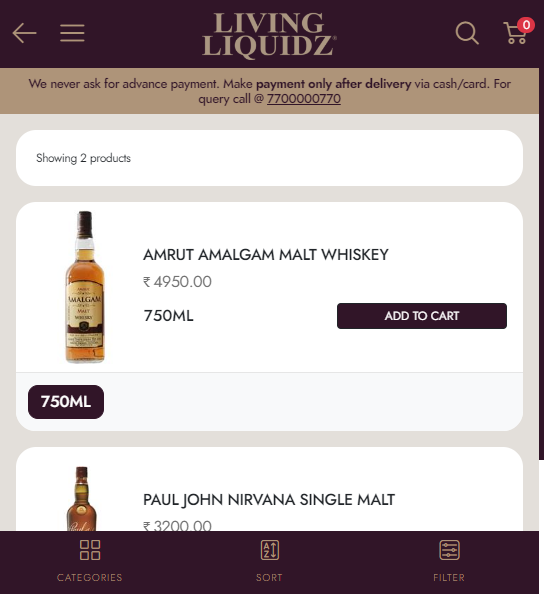 LIVING
LIQUIDZ
0
We never ask for advance payment. Make payment only after delivery via cash/card. For
query call @ 7700000770
Showing 2 products
AMALGAM
MALT
WHISKY
AMRUT AMALGAM MALT WHISKEY
₹ 4950.00
750ML
ADD TO CART
750ML
Paul
PAUL JOHN NIRVANA SINGLE MALT
₹ 3200.00
CATEGORIES
SORT
FILTER